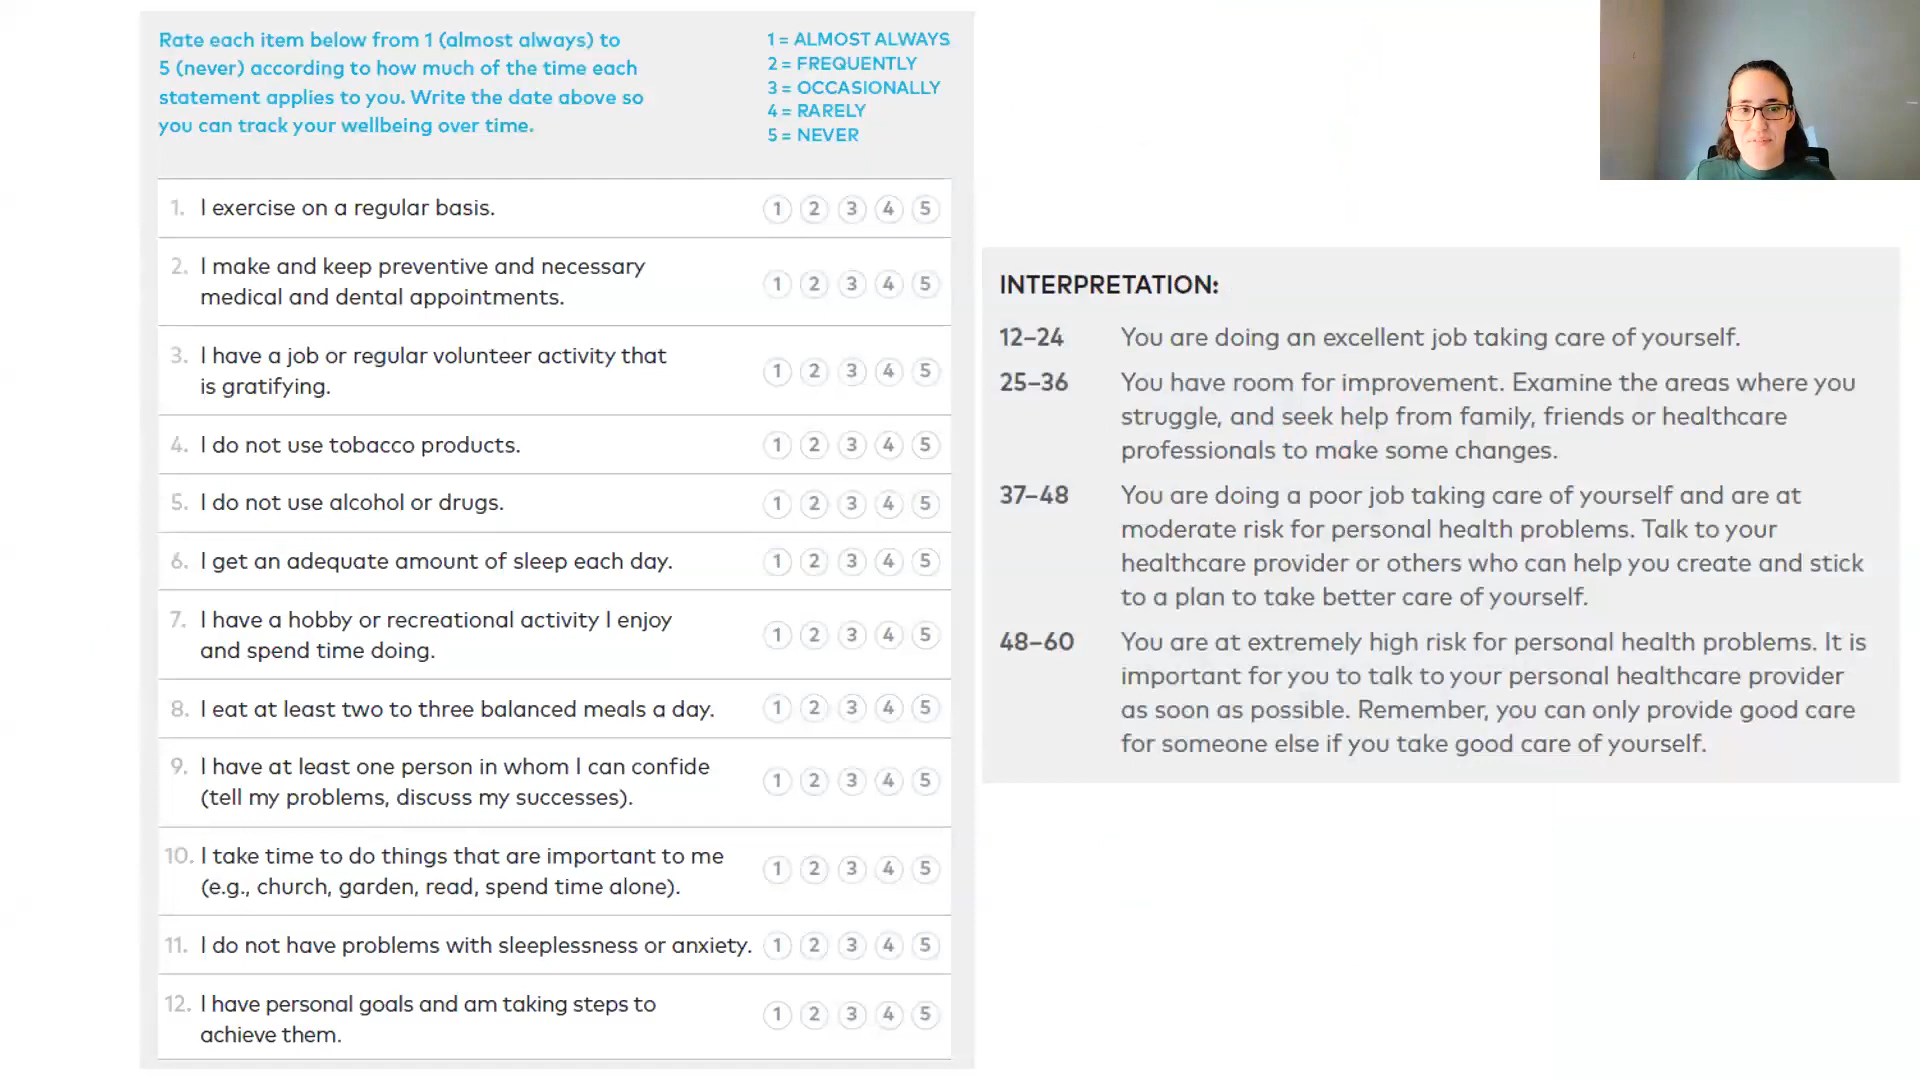 Rate each item below from 1 (almost always) to
5 (never) according to how much of the time each
statement applies to you. Write the date above so
you can track your wellbeing over time.
1 = ALMOST ALWAYS
2 = FREQUENTLY
3 = OCCASIONALLY
4 = RARELY
5 = NEVER
1. I exercise on a regular basis. 1 2 3 4 5
2. I make and keep preventive and necessary
medical and dental appointments. 1 2 3 4 5
3. I have a job or regular volunteer activity that
is gratifying. 1 2 3 4 5
4. I do not use tobacco products. 1 2 3 4 5
5. I do not use alcohol or drugs. 1 2 3 4 5
6. I get an adequate amount of sleep each day. 1 2 3 4 5
7. I have a hobby or recreational activity I enjoy
and spend time doing. 1 2 3 4 5
8. I eat at least two to three balanced meals a day. 1 2 3 4 5
9. I have at least one person in whom I can confide
(tell my problems, discuss my successes). 1 2 3 4 5
10. I take time to do things that are important to me
(e.g., church, garden, read, spend time alone). 1 2 3 4 5
11. I do not have problems with sleeplessness or anxiety. 1 2 3 4 5
12. I have personal goals and am taking steps to
achieve them. 1 2 3 4 5
INTERPRETATION:
12–24 You are doing an excellent job taking care of yourself.
25–36 You have room for improvement. Examine the areas where you
struggle, and seek help from family, friends or healthcare
professionals to make some changes.
37–48 You are doing a poor job taking care of yourself and are at
moderate risk for personal health problems. Talk to your
healthcare provider or others who can help you create and stick
to a plan to take better care of yourself.
48–60 You are at extremely high risk for personal health problems. It is
important for you to talk to your personal healthcare provider
as soon as possible. Remember, you can only provide good care
for someone else if you take good care of yourself.